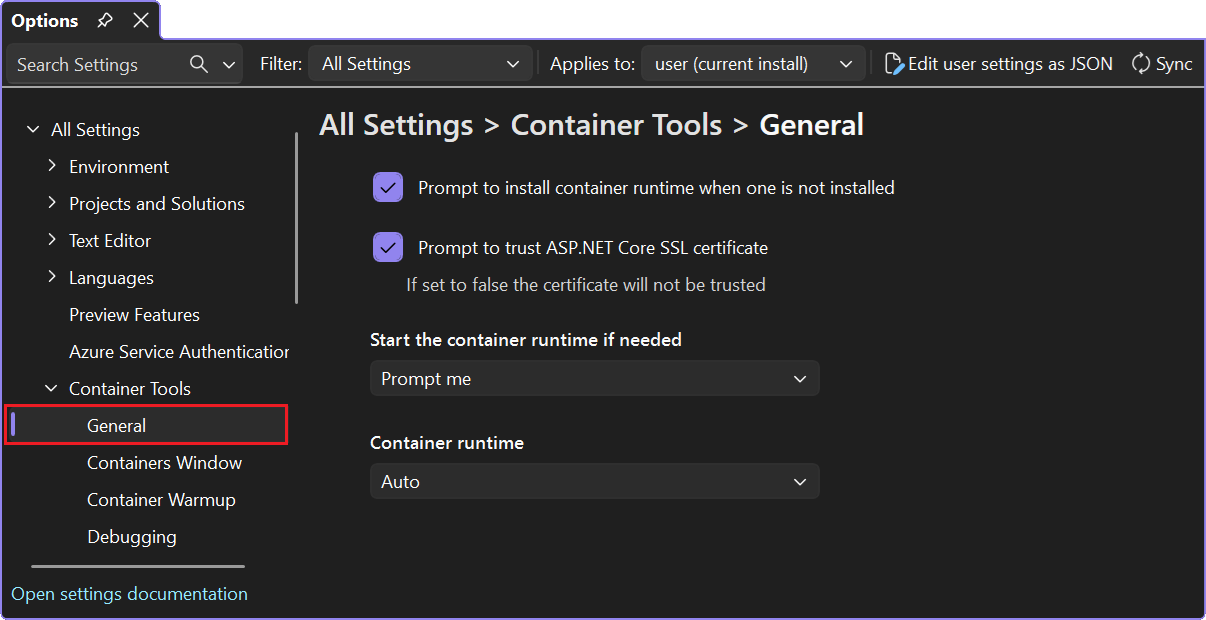 Options
Search Settings
Filter: All Settings
Applies to: user (current install)
Edit user settings as JSON
Sync
All Settings
Environment
Projects and Solutions
Text Editor
Languages
Preview Features
Azure Service Authentication
Container Tools
General
Containers Window
Container Warmup
Debugging
Open settings documentation
All Settings > Container Tools > General
Prompt to install container runtime when one is not installed
Prompt to trust ASP.NET Core SSL certificate
If set to false the certificate will not be trusted
Start the container runtime if needed
Prompt me
Container runtime
Auto